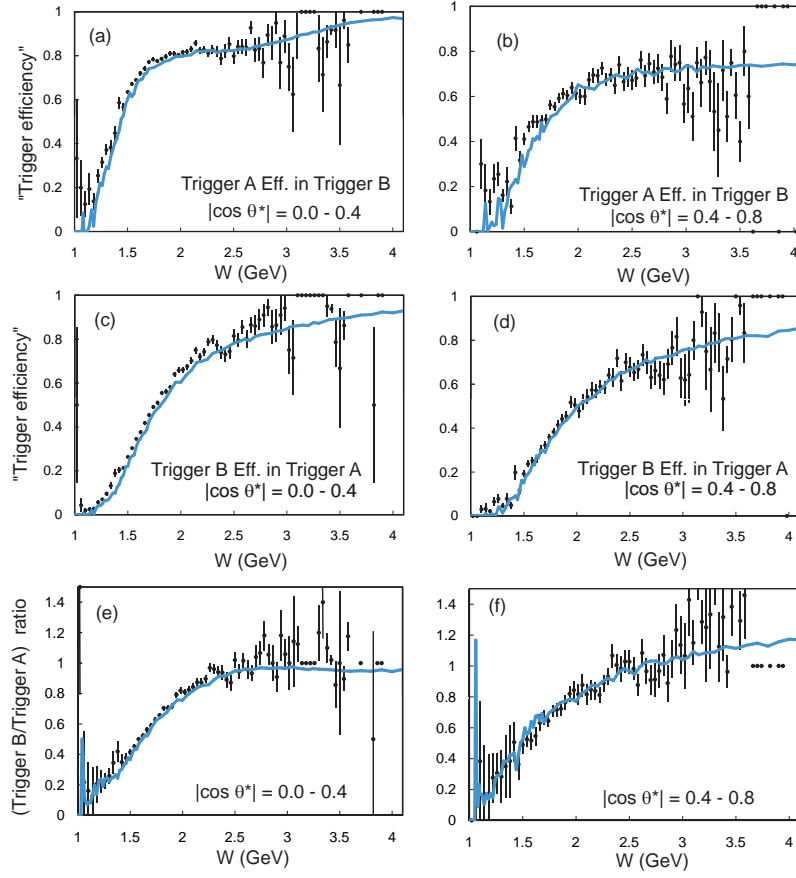 (a)
"Trigger efficiency"
1
0.8
0.6
0.4
0.2
0
Trigger A Eff. in Trigger B
|cos θ*| = 0.0 - 0.4
1 1.5 2 2.5 3 3.5 4
W (GeV)
(b)
1
0.8
0.6
0.4
0.2
0
Trigger A Eff. in Trigger B
|cos θ*| = 0.4 - 0.8
1 1.5 2 2.5 3 3.5 4
W (GeV)
(c)
"Trigger efficiency"
1
0.8
0.6
0.4
0.2
0
Trigger B Eff. in Trigger A
|cos θ*| = 0.0 - 0.4
1 1.5 2 2.5 3 3.5 4
W (GeV)
(d)
1
0.8
0.6
0.4
0.2
0
Trigger B Eff. in Trigger A
|cos θ*| = 0.4 - 0.8
1 1.5 2 2.5 3 3.5 4
W (GeV)
(e)
(Trigger B/Trigger A) ratio
1.4
1.2
1
0.8
0.6
0.4
0.2
0
|cos θ*| = 0.0 - 0.4
1 1.5 2 2.5 3 3.5 4
W (GeV)
(f)
1.4
1.2
1
0.8
0.6
0.4
0.2
0
|cos θ*| = 0.4 - 0.8
1 1.5 2 2.5 3 3.5 4
W (GeV)